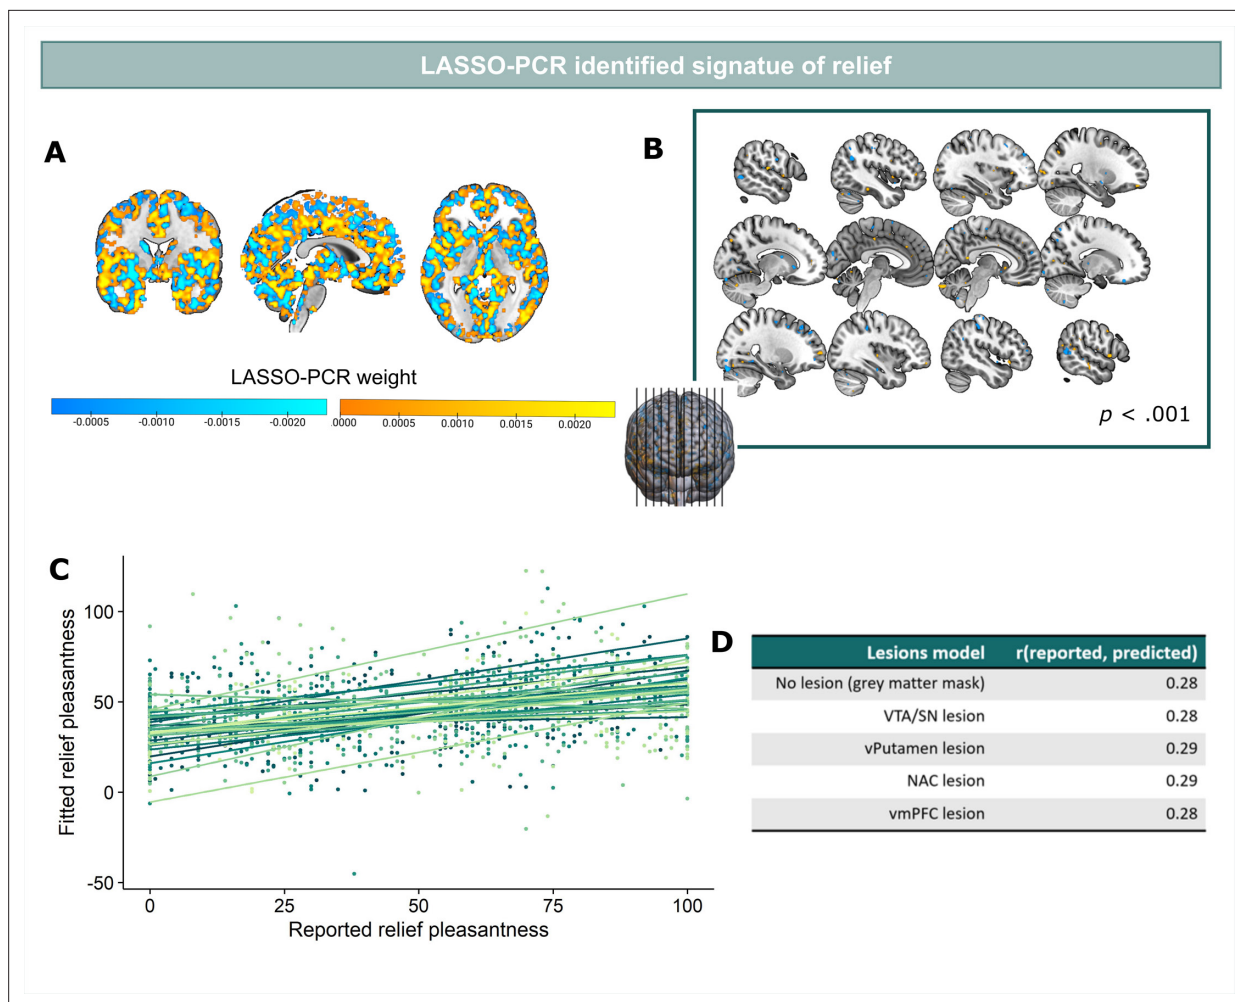 LASSO-PCR identified signatue of relief
A
B
p < .001
LASSO-PCR weight
-0.0005 -0.0010 -0.0015 -0.0020 0000 0.0010 0.0015 0.0020
C
Fitted relief pleasantness
100
50
0
-50
0 25 50 75 100
Reported relief pleasantness
D
Lesions model r(reported, predicted)
No lesion (grey matter mask) 0.28
VTA/SN lesion 0.28
vPutamen lesion 0.29
NAC lesion 0.29
vmPFC lesion 0.28